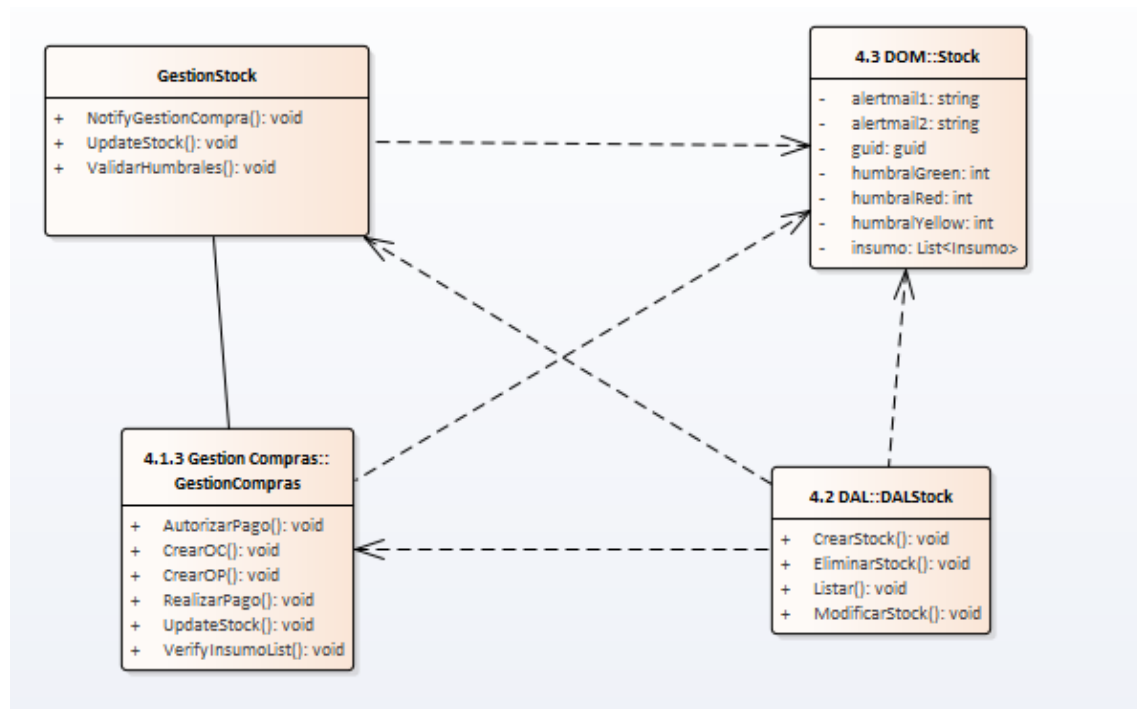 GestionStock
+ NotifyGestionCompra(): void
+ UpdateStock(): void
+ ValidarHumbrales(): void
4.3 DOM::Stock
- alertmail1: string
- alertmail2: string
- guid: guid
- humbralGreen: int
- humbralRed: int
- humbralYellow: int
- insumo: List<Insumo>
4.1.3 Gestion Compras::
GestionCompras
+ AutorizarPago(): void
+ CrearOC(): void
+ CrearOP(): void
+ RealizarPago(): void
+ UpdateStock(): void
+ VerifyInsumoList(): void
4.2 DAL::DALStock
+ CrearStock(): void
+ EliminarStock(): void
+ Listar(): void
+ ModificarStock(): void